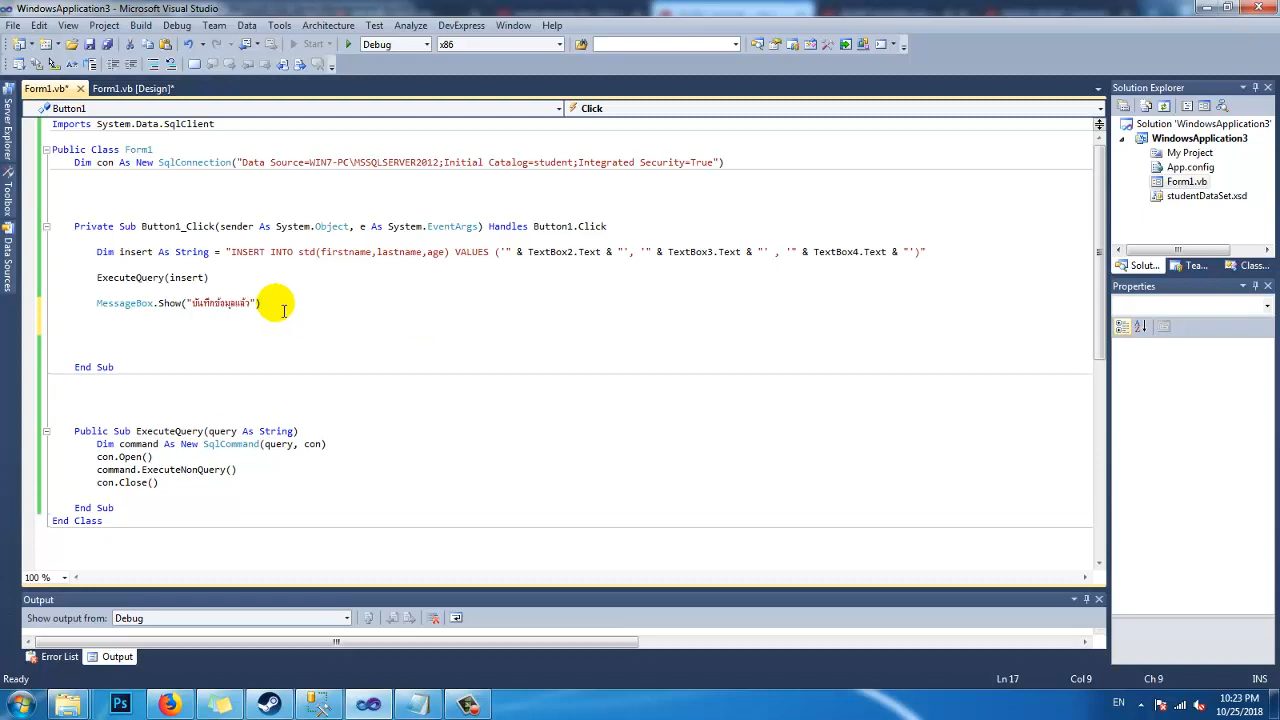 WindowsApplication3 - Microsoft Visual Studio
File Edit View Project Build Debug Team Data Tools Architecture Test Analyze DevExpress Window Help
Start Debug x86
Form1.vb* Form1.vb [Design]*
Button1 Click
Imports System.Data.SqlClient
Public Class Form1
Dim con As New SqlConnection("Data Source=WIN7-PC\MSSQLSERVER2012;Initial Catalog=student;Integrated Security=True")
Private Sub Button1_Click(sender As System.Object, e As System.EventArgs) Handles Button1.Click
Dim insert As String = "INSERT INTO std(firstname,lastname,age) VALUES ('" & TextBox2.Text & "', '" & TextBox3.Text & "' , '" & TextBox4.Text & "')"
ExecuteQuery(insert)
MessageBox.Show("บันทึกข้อมุลแล้ว")
End Sub
Public Sub ExecuteQuery(query As String)
Dim command As New SqlCommand(query, con)
con.Open()
command.ExecuteNonQuery()
con.Close()
End Sub
End Class
100 %
Output
Show output from: Debug
Error List Output
Ready Ln 17 Col 9 Ch 9 INS
Server Explorer
Toolbox
Data Sources
Solution Explorer
Solution 'WindowsApplication3'
WindowsApplication3
My Project
App.config
Form1.vb
studentDataSet.xsd
Solut... Tea... Class...
Properties
EN 10:23 PM
10/25/2018